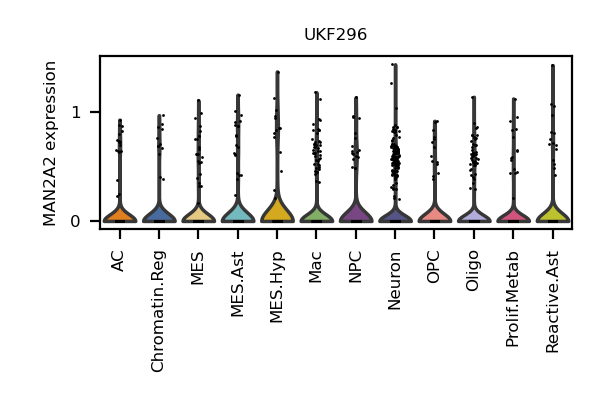 UKF296
MAN2A2 expression
1
0
AC
Chromatin.Reg
MES
MES.Ast
MES.Hyp
Mac
NPC
Neuron
OPC
Oligo
Prolif.Metab
Reactive.Ast